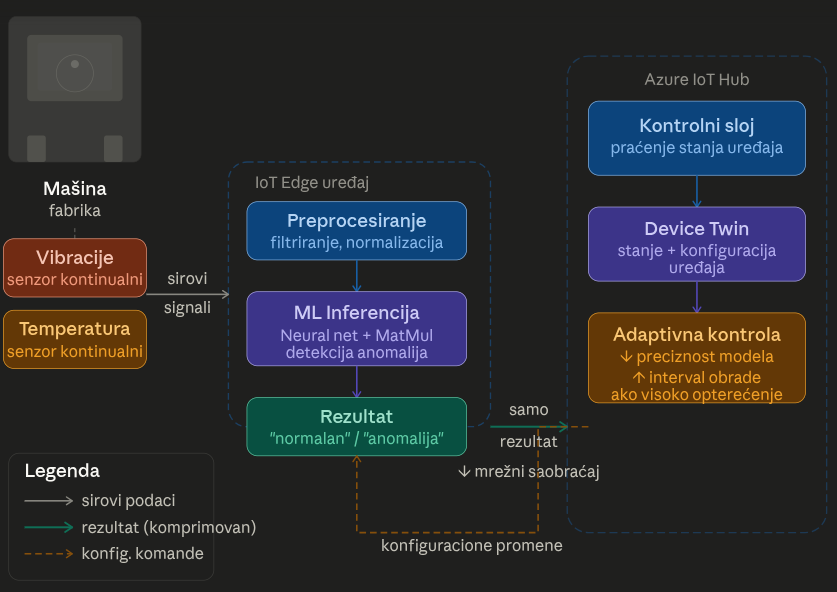 Mašina
fabrika
Vibracije
senzor kontinualni
Temperatura
senzor kontinualni
sirovi
signali
IoT Edge uređaj
Preprocesiranje
filtriranje, normalizacija
ML Inferencija
Neural net + MatMul
detekcija anomalija
Rezultat
"normalan" / "anomalija"
samo
rezultat
↓ mrežni saobraćaj
konfiguracione promene
Azure IoT Hub
Kontrolni sloj
praćenje stanja uređaja
Device Twin
stanje + konfiguracija
uređaja
Adaptivna kontrola
↓ preciznost modela
↑ interval obrade
ako visoko opterećenje
Legenda
sirovi podaci
rezultat (komprimovan)
konfig. komande